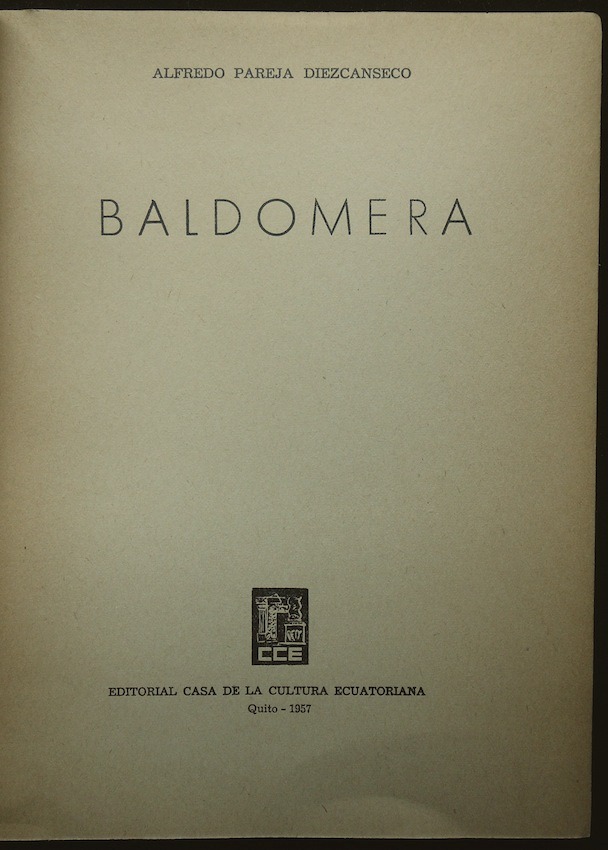 ALFREDO PAREJA DIEZCANSECO
BALDOMERA
CCE
EDITORIAL CASA DE LA CULTURA ECUATORIANA
Quito - 1957